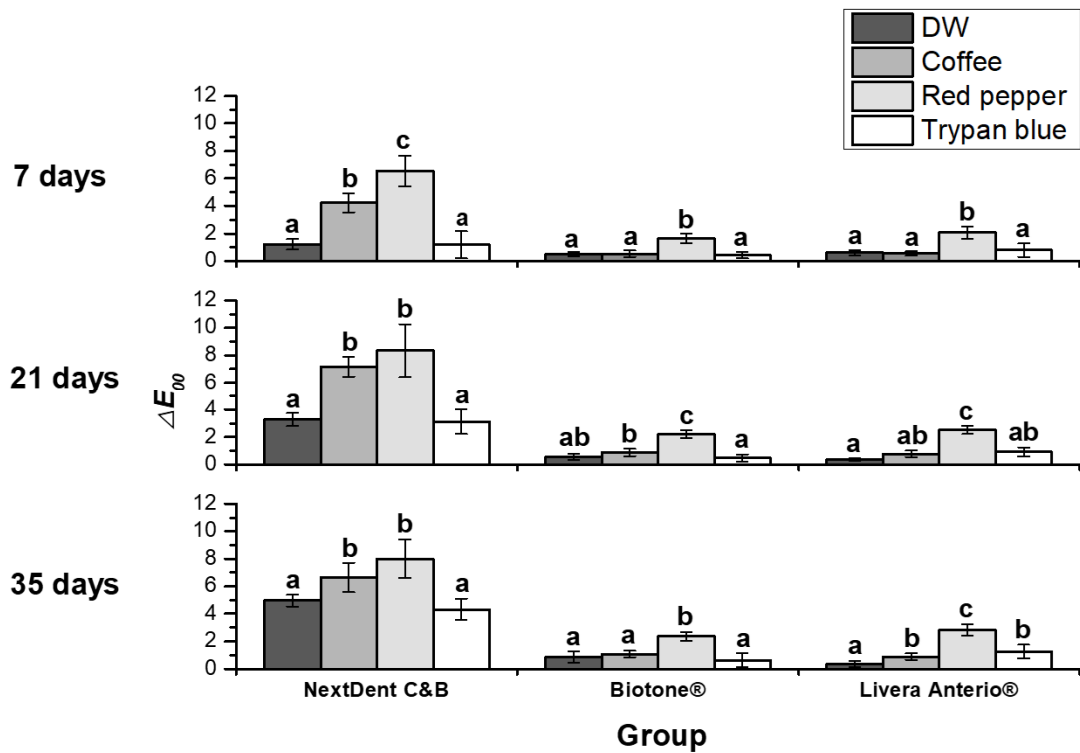 DW
Coffee
Red pepper
Trypan blue
7 days
12
10
8
6
4
2
0
a
b
c
a
a
a
b
a
a
a
b
a
21 days
△E00
12
10
8
6
4
2
0
a
b
b
a
ab
b
c
a
a
ab
c
ab
35 days
12
10
8
6
4
2
0
a
b
b
a
a
a
b
a
a
b
c
b
NextDent C&B
Biotone®
Livera Anterio®
Group